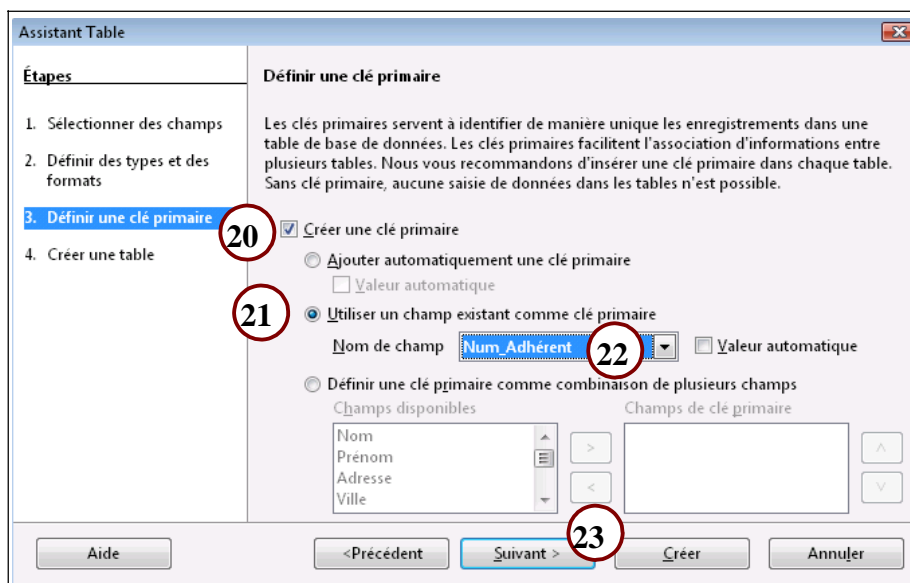 Assistant Table
Étapes
1. Sélectionner des champs
2. Définir des types et des
formats
3. Définir une clé primaire
4. Créer une table
Définir une clé primaire
Les clés primaires servent à identifier de manière unique les enregistrements dans une
table de base de données. Les clés primaires facilitent l'association d'informations entre
plusieurs tables. Nous vous recommandons d'insérer une clé primaire dans chaque table.
Sans clé primaire, aucune saisie de données dans les tables n'est possible.
20 Créer une clé primaire
Ajouter automatiquement une clé primaire
Valeur automatique
21 Utiliser un champ existant comme clé primaire
Nom de champ Num_Adhérent 22 Valeur automatique
Définir une clé primaire comme combinaison de plusieurs champs
Champs disponibles Champs de clé primaire
Nom
Prénom
Adresse
Ville
> 
<
23
Aide <Précédent Suivant > Créer Annuler